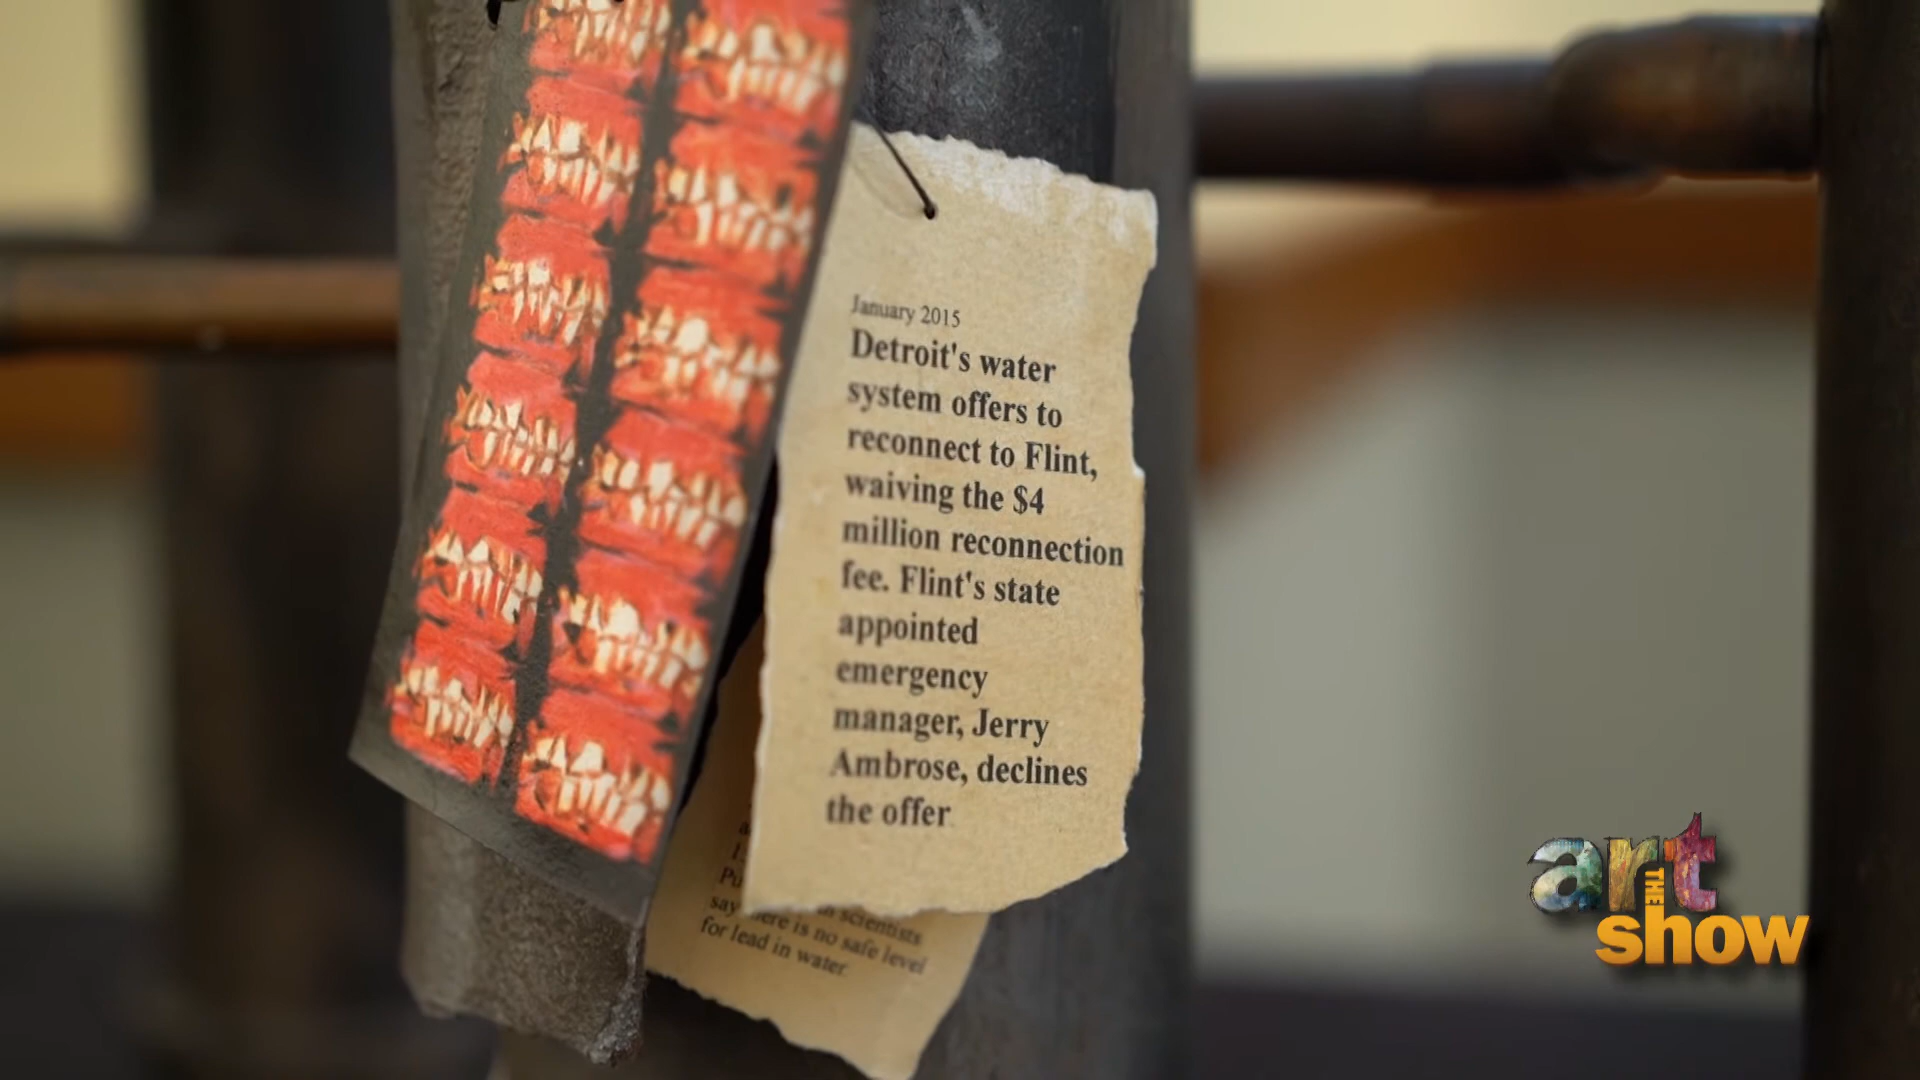 January 2015
Detroit's water
system offers to
reconnect to Flint,
waiving the $4
million reconnection
fee. Flint's state
appointed
emergency
manager, Jerry
Ambrose, declines
the offer
scientists
say there is no safe level
for lead in water.
art
THE
show